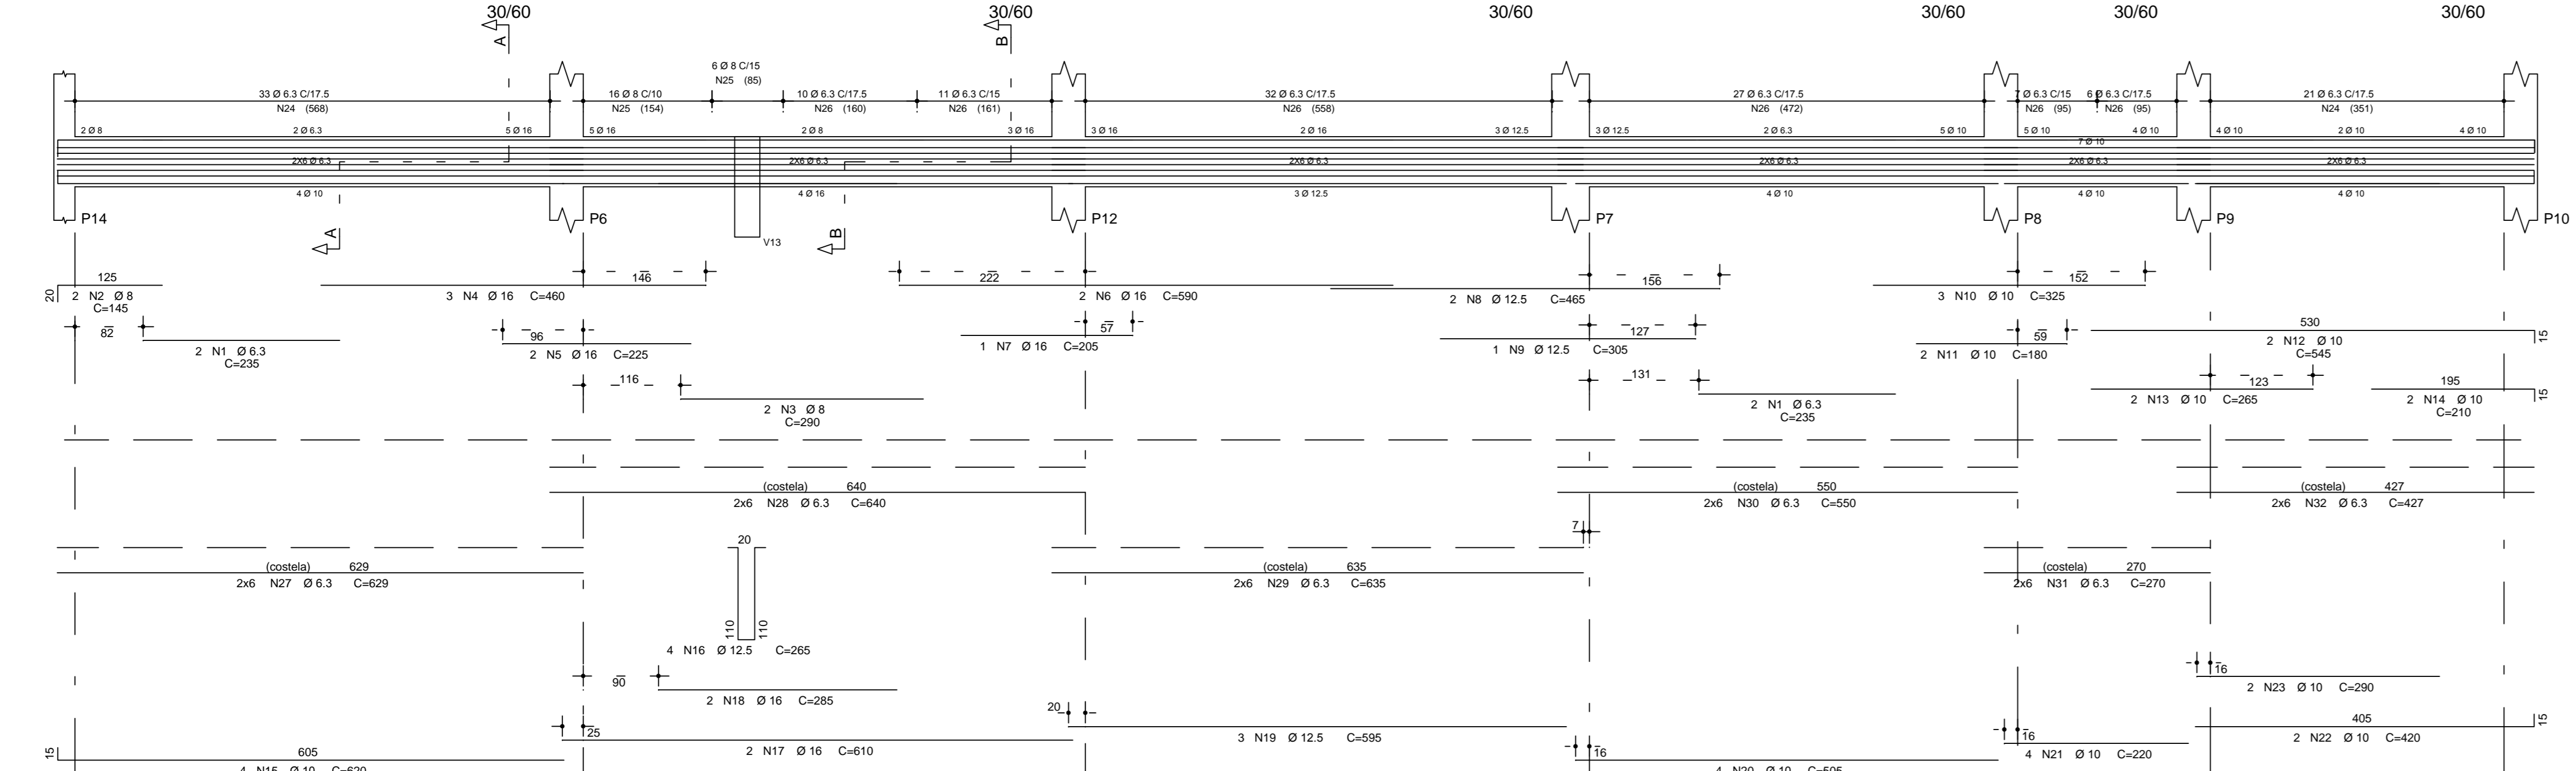 30/60 30/60 30/60 30/60 30/60 30/60
A B
6 Ø 8 C/15
N25 (85)
33 Ø 6.3 C/17.5 16 Ø 8 C/10 10 Ø 6.3 C/17.5 11 Ø 6.3 C/15 32 Ø 6.3 C/17.5 27 Ø 6.3 C/17.5 7 Ø 6.3 C/15 6 Ø 6.3 C/17.5 21 Ø 6.3 C/17.5
N24 (568) N25 (154) N26 (160) N26 (161) N26 (558) N26 (472) N26 (95) N26 (95) N24 (351)
2 Ø 8 2 Ø 6.3 5 Ø 16 5 Ø 16 2 Ø 8 3 Ø 16 3 Ø 16 2 Ø 16 3 Ø 12.5 3 Ø 12.5 2 Ø 6.3 5 Ø 10 5 Ø 10 4 Ø 10 4 Ø 10 2 Ø 10 4 Ø 10
7 Ø 10
2X6 Ø 6.3 2X6 Ø 6.3 2X6 Ø 6.3 2X6 Ø 6.3 2X6 Ø 6.3 2X6 Ø 6.3
4 Ø 10 4 Ø 16 3 Ø 12.5 4 Ø 10 4 Ø 10 4 Ø 10
P14 P6 P12 P7 P8 P9 P10
A B
V13
125 146 222 156 152
20
2 N2 Ø 8 3 N4 Ø 16 C=460 2 N6 Ø 16 C=590 2 N8 Ø 12.5 C=465 3 N10 Ø 10 C=325
C=145
82 96 57 127 59 530
15
2 N1 Ø 6.3 2 N5 Ø 16 C=225 1 N7 Ø 16 C=205 1 N9 Ø 12.5 C=305 2 N11 Ø 10 C=180 2 N12 Ø 10
C=235 C=545
116 131 123 195
15
2 N3 Ø 8 2 N1 Ø 6.3 2 N13 Ø 10 C=265 2 N14 Ø 10
C=290 C=235 C=210
(costela) 640 (costela) 550 (costela) 427
2x6 N28 Ø 6.3 C=640 2x6 N30 Ø 6.3 C=550 2x6 N32 Ø 6.3 C=427
7
20
(costela) 629 (costela) 635 (costela) 270
2x6 N27 Ø 6.3 C=629 2x6 N29 Ø 6.3 C=635 2x6 N31 Ø 6.3 C=270
110 110
4 N16 Ø 12.5 C=265
90 16
2 N18 Ø 16 C=285 2 N23 Ø 10 C=290
20 405
15
25 16
2 N17 Ø 16 C=610 3 N19 Ø 12.5 C=595 2 N22 Ø 10 C=420
15
605 16 4 N21 Ø 10 C=220
4 N15 Ø 10 C=620 4 N20 Ø 10 C=505